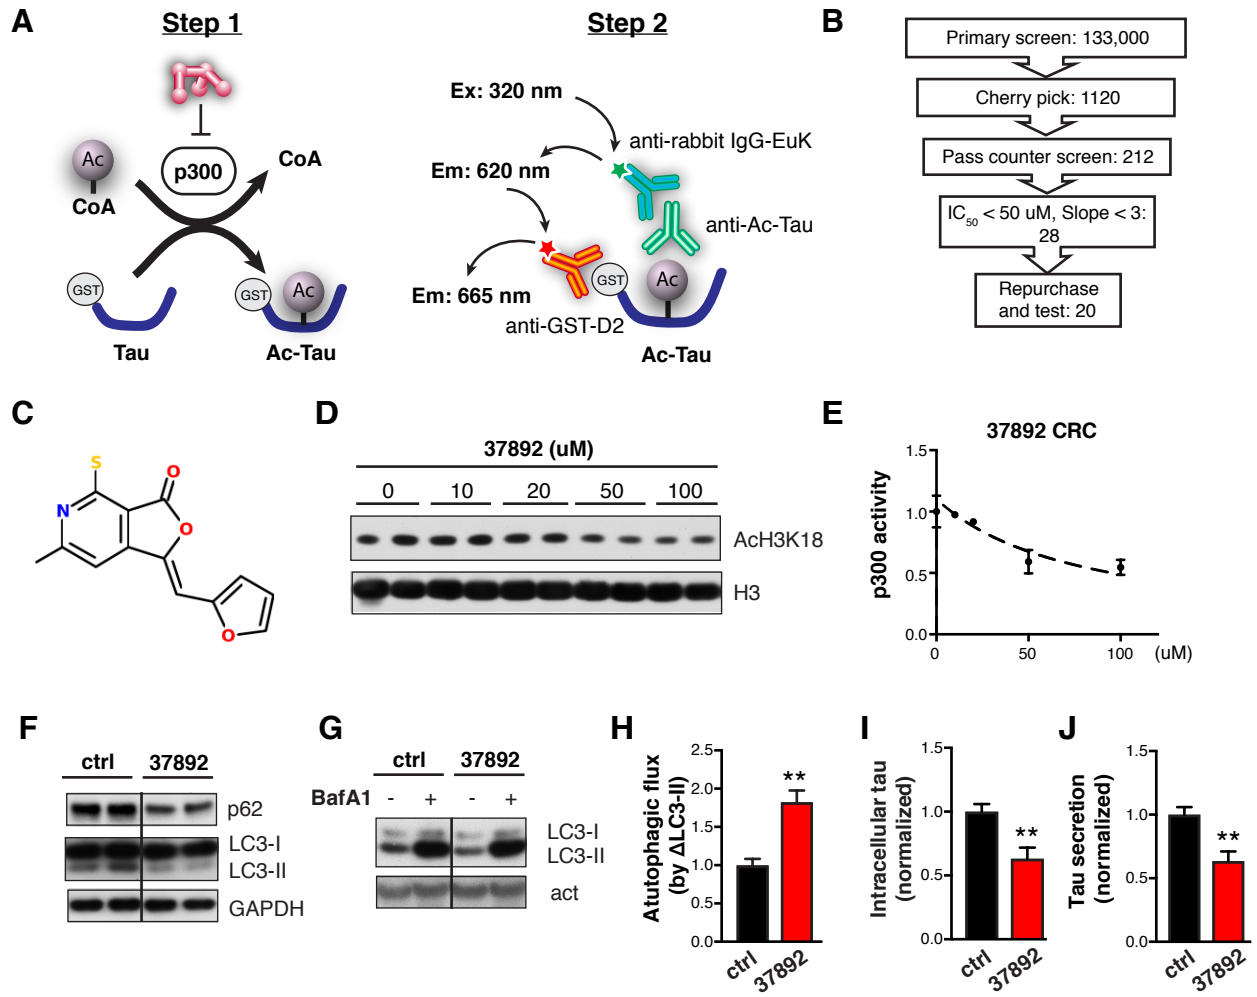 A
Step 1
Ac
CoA
p300
CoA
GST
Tau
GST
Ac
Ac-Tau
Step 2
Ex: 320 nm
anti-rabbit IgG-EuK
Em: 620 nm
anti-Ac-Tau
Em: 665 nm
GST
Ac
anti-GST-D2
Ac-Tau
B
Primary screen: 133,000
Cherry pick: 1120
Pass counter screen: 212
IC50 < 50 uM, Slope < 3:
28
Repurchase
and test: 20
C
S
O
N
O
O
D
37892 (uM)
0 10 20 50 100
AcH3K18
H3
E
37892 CRC
p300 activity
1.5
1.0
0.5
0.0
0 50 100 (uM)
F
ctrl 37892
p62
LC3-I
LC3-II
GAPDH
G
ctrl 37892
BafA1 - + - +
LC3-I
LC3-II
act
H
Atutophagic flux
(by ΔLC3-II)
2.5
2.0
1.5
1.0
0.5
0.0
**
ctrl
37892
I
Intracellular tau
(normalized)
1.5
1.0
0.5
0.0
**
ctrl
37892
J
Tau secretion
(normalized)
1.5
1.0
0.5
0.0
**
ctrl
37892